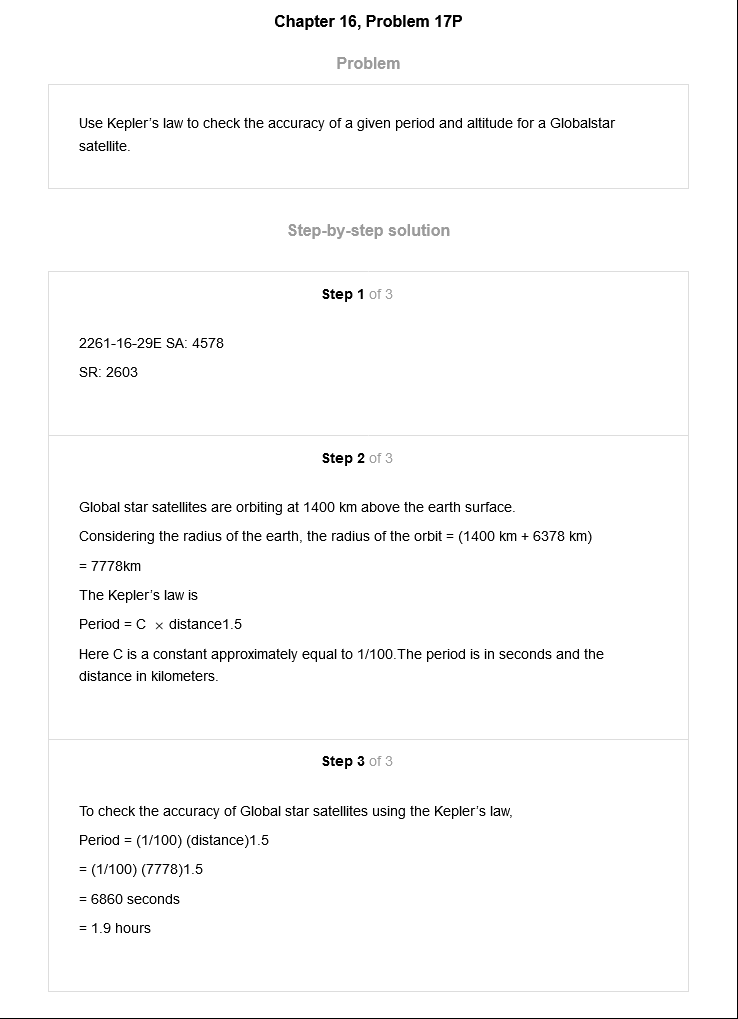 Chapter 16, Problem 17P
Problem
Use Kepler’s law to check the accuracy of a given period and altitude for a Globalstar
satellite.
Step-by-step solution
Step 1 of 3
2261-16-29E SA: 4578
SR: 2603
Step 2 of 3
Global star satellites are orbiting at 1400 km above the earth surface.
Considering the radius of the earth, the radius of the orbit = (1400 km + 6378 km)
= 7778km
The Kepler’s law is
Period = C × distance1.5
Here C is a constant approximately equal to 1/100.The period is in seconds and the
distance in kilometers.
Step 3 of 3
To check the accuracy of Global star satellites using the Kepler’s law,
Period = (1/100) (distance)1.5
= (1/100) (7778)1.5
= 6860 seconds
= 1.9 hours